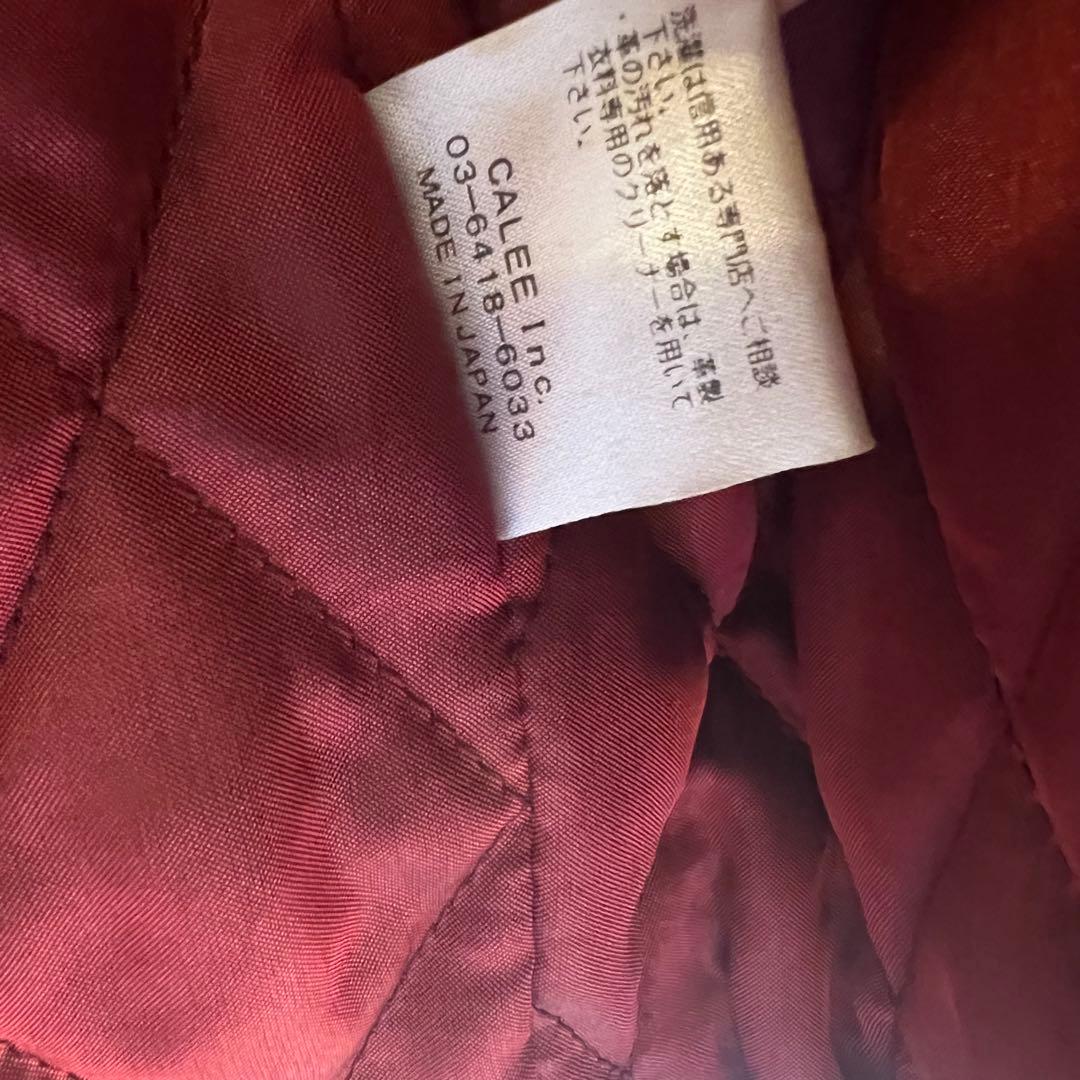 洗濯は信用ある専門店へご相談
下さい。
・革の汚れを落とす場合は、革製
衣料専用のクリーナーを用いて
下さい。
CALEE Inc.
03-6418-6033
MADE IN JAPAN